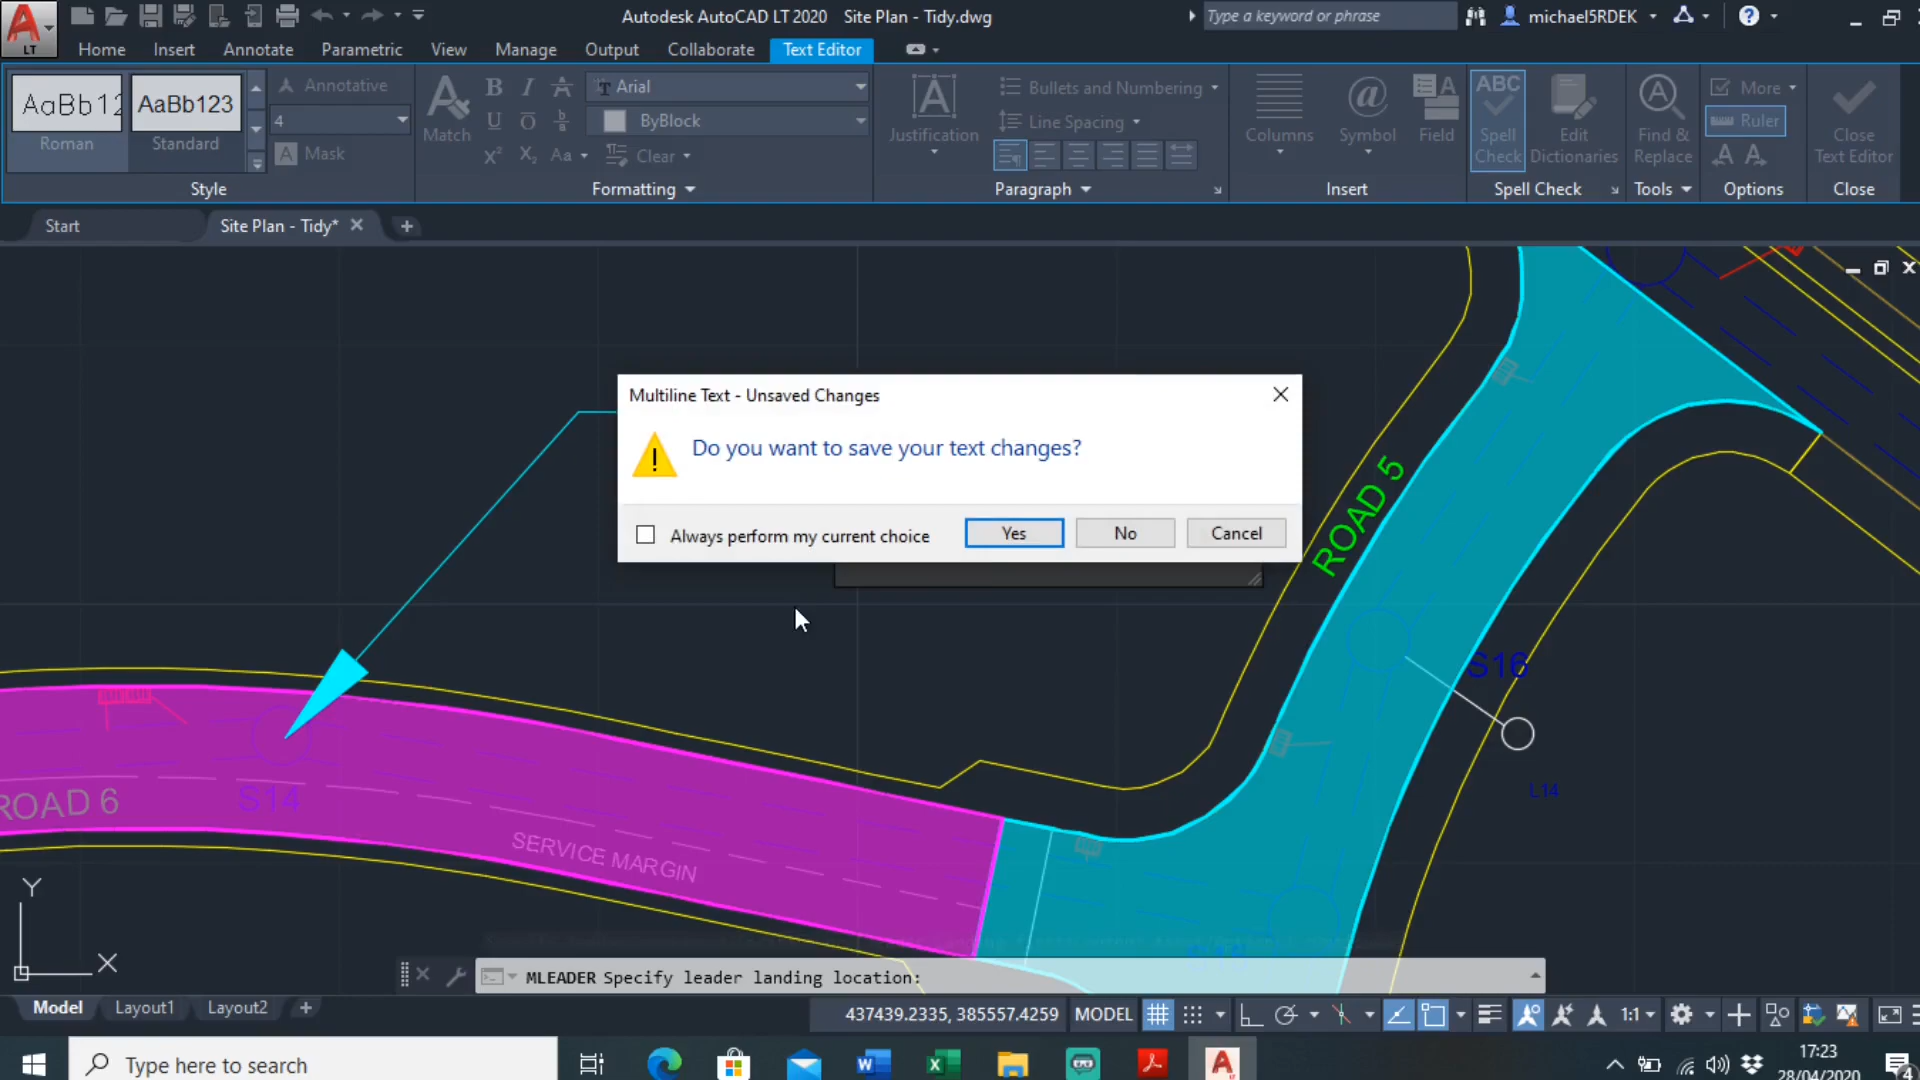 Autodesk AutoCAD LT 2020 Site Plan - Tidy.dwg
Type a keyword or phrase
michael5RDEK
LT
Home Insert Annotate Parametric View Manage Output Collaborate Text Editor
AaBb12 AaBb123
Roman Standard
Annotative
4
Mask
Style
Match
Arial
ByBlock
Aa Clear
Formatting
Justification
Bullets and Numbering
Line Spacing
Paragraph
Columns Symbol Field
Insert
ABC
Spell Check
Edit Dictionaries
Spell Check
Find & Replace
Tools
More
Ruler
Options
Close Text Editor
Close
Start Site Plan - Tidy*
Multiline Text - Unsaved Changes
Do you want to save your text changes?
Always perform my current choice
Yes No Cancel
ROAD 5
S16
L14
ROAD 6
S14
SERVICE MARGIN
Y
X
MLEADER Specify leader landing location:
Model Layout1 Layout2
437439.2335, 385557.4259 MODEL 1:1
Type here to search
17:23
28/04/2020
4